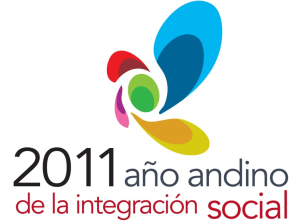 2011 año andino
de la integración social